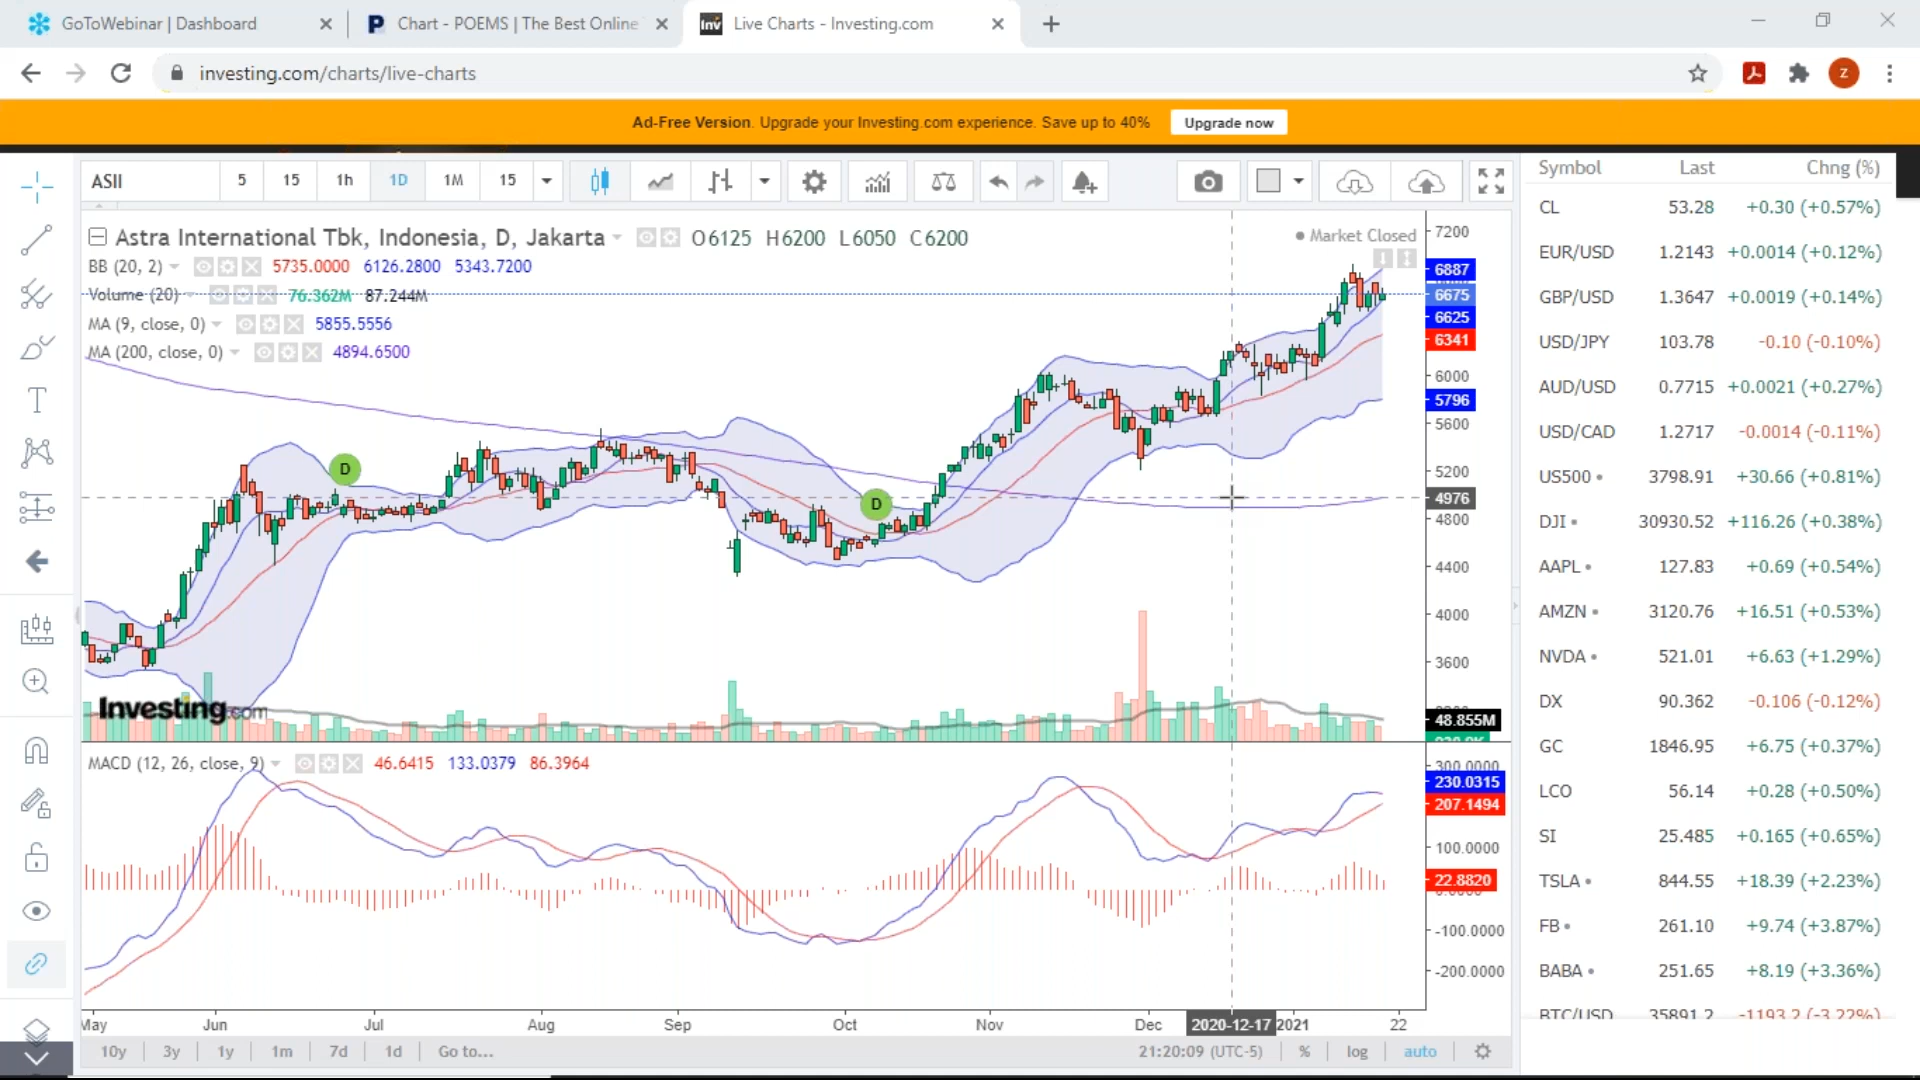 GoToWebinar | Dashboard
Chart - POEMS | The Best Online
Inv
Live Charts - Investing.com
investing.com/charts/live-charts
Z
Ad-Free Version. Upgrade your Investing.com experience. Save up to 40%
Upgrade now
ASII
5
15
1h
1D
1M
15
Astra International Tbk, Indonesia, D, Jakarta
O6125 H6200 L6050 C6200
Market Closed
BB (20, 2) 5735.0000 6126.2800 5343.7200
Volume (20) 76.362M 87.244M
MA (9, close, 0) 5855.5556
MA (200, close, 0) 4894.6500
D
D
7200
6887
6675
6625
6341
6000
5796
5600
5200
4976
4800
4400
4000
3600
48.855M
Investing.com
MACD (12, 26, close, 9) 46.6415 133.0379 86.3964
300.0000
230.0315
207.1494
100.0000
22.8820
-100.0000
-200.0000
May Jun Jul Aug Sep Oct Nov Dec 2020-12-17 2021 22
10y 3y 1y 1m 7d 1d Go to...
21:20:09 (UTC-5) % log auto
Symbol Last Chng (%)
CL 53.28 +0.30 (+0.57%)
EUR/USD 1.2143 +0.0014 (+0.12%)
GBP/USD 1.3647 +0.0019 (+0.14%)
USD/JPY 103.78 -0.10 (-0.10%)
AUD/USD 0.7715 +0.0021 (+0.27%)
USD/CAD 1.2717 -0.0014 (-0.11%)
US500 3798.91 +30.66 (+0.81%)
DJI 30930.52 +116.26 (+0.38%)
AAPL 127.83 +0.69 (+0.54%)
AMZN 3120.76 +16.51 (+0.53%)
NVDA 521.01 +6.63 (+1.29%)
DX 90.362 -0.106 (-0.12%)
GC 1846.95 +6.75 (+0.37%)
LCO 56.14 +0.28 (+0.50%)
SI 25.485 +0.165 (+0.65%)
TSLA 844.55 +18.39 (+2.23%)
FB 261.10 +9.74 (+3.87%)
BABA 251.65 +8.19 (+3.36%)
BTC/USD 35891.2 -1193.2 (-3.22%)